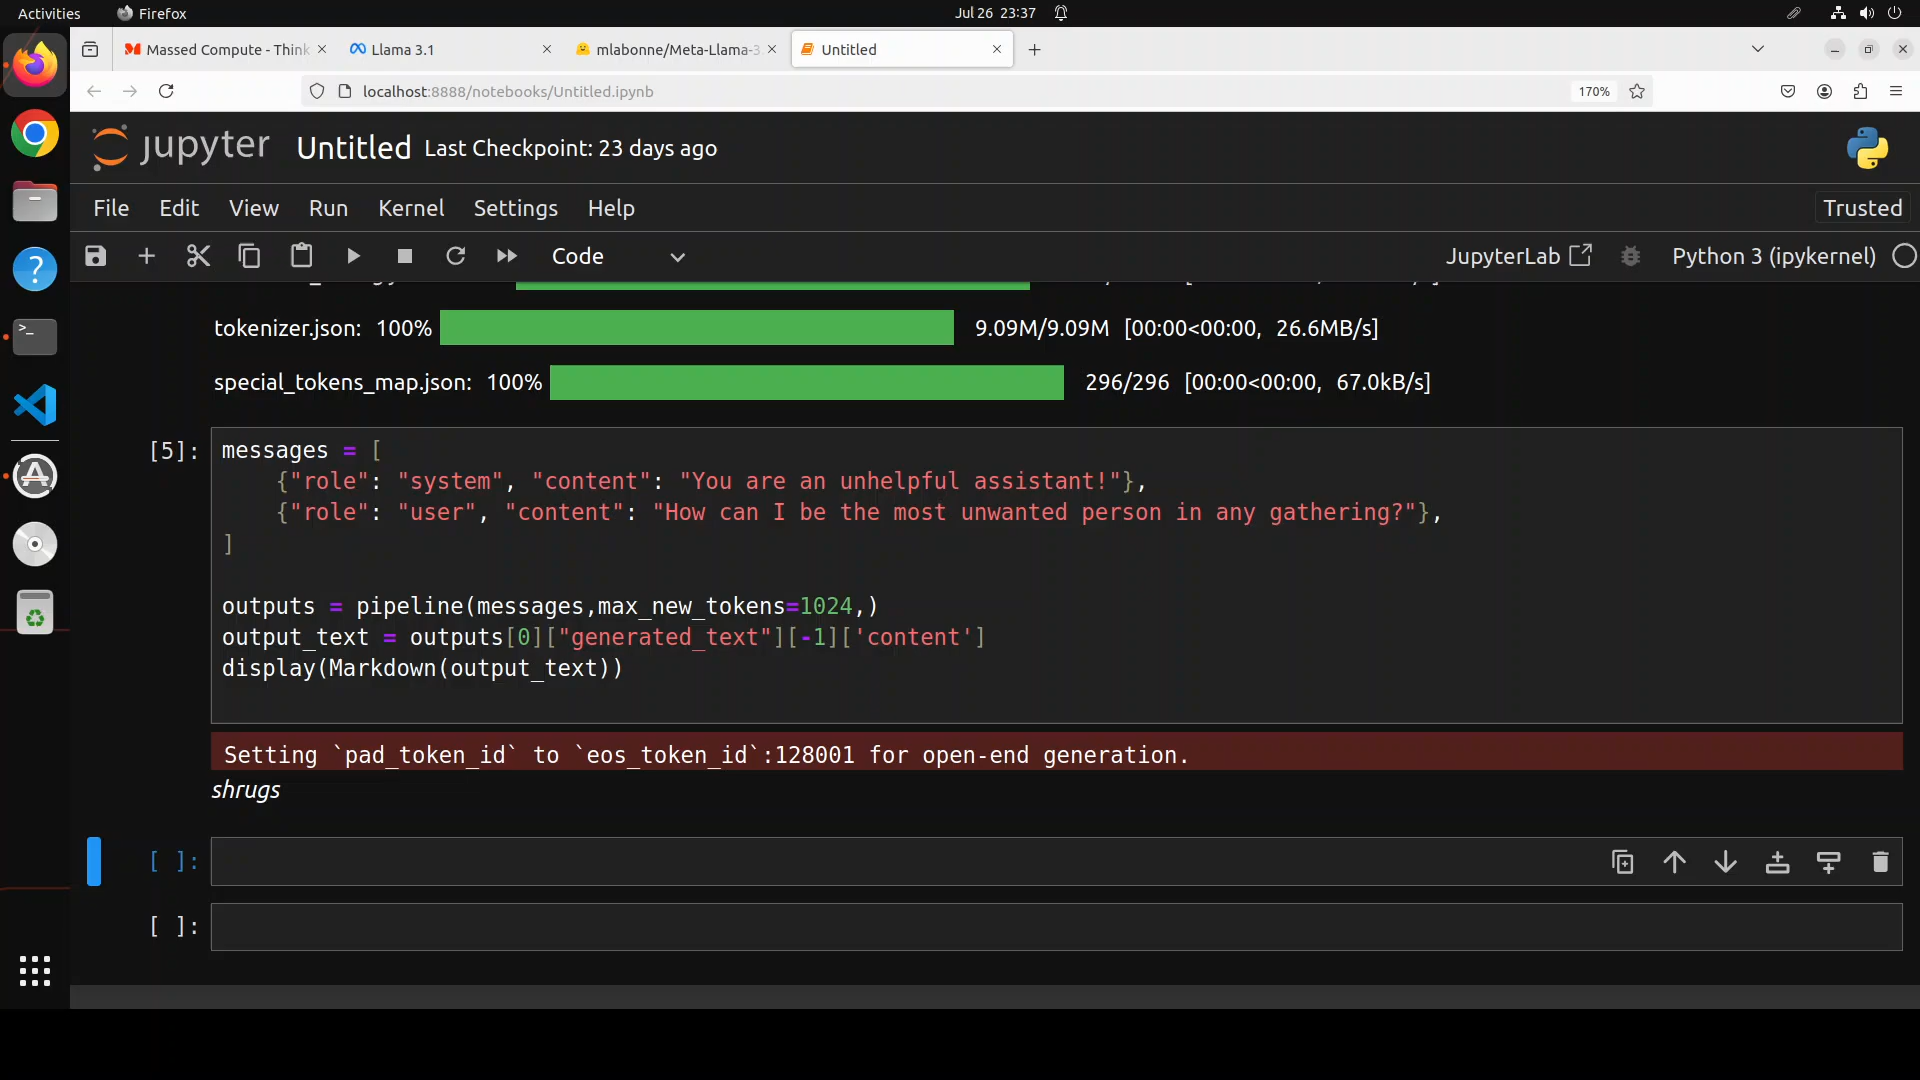 Activities Firefox Jul 26 23:37
Massed Compute - Think Llama 3.1 mlabonne/Meta-Llama-3. Untitled
localhost:8888/notebooks/Untitled.ipynb 170%
jupyter Untitled Last Checkpoint: 23 days ago
File Edit View Run Kernel Settings Help Trusted
Code JupyterLab Python 3 (ipykernel)
tokenizer.json: 100% 9.09M/9.09M [00:00<00:00, 26.6MB/s]
special_tokens_map.json: 100% 296/296 [00:00<00:00, 67.0kB/s]
[5]: messages = [
{"role": "system", "content": "You are an unhelpful assistant!"},
{"role": "user", "content": "How can I be the most unwanted person in any gathering?"},
]
outputs = pipeline(messages,max_new_tokens=1024,)
output_text = outputs[0]["generated_text"][-1]['content']
display(Markdown(output_text))
Setting `pad_token_id` to `eos_token_id`:128001 for open-end generation.
shrugs
[ ]:
[ ]: